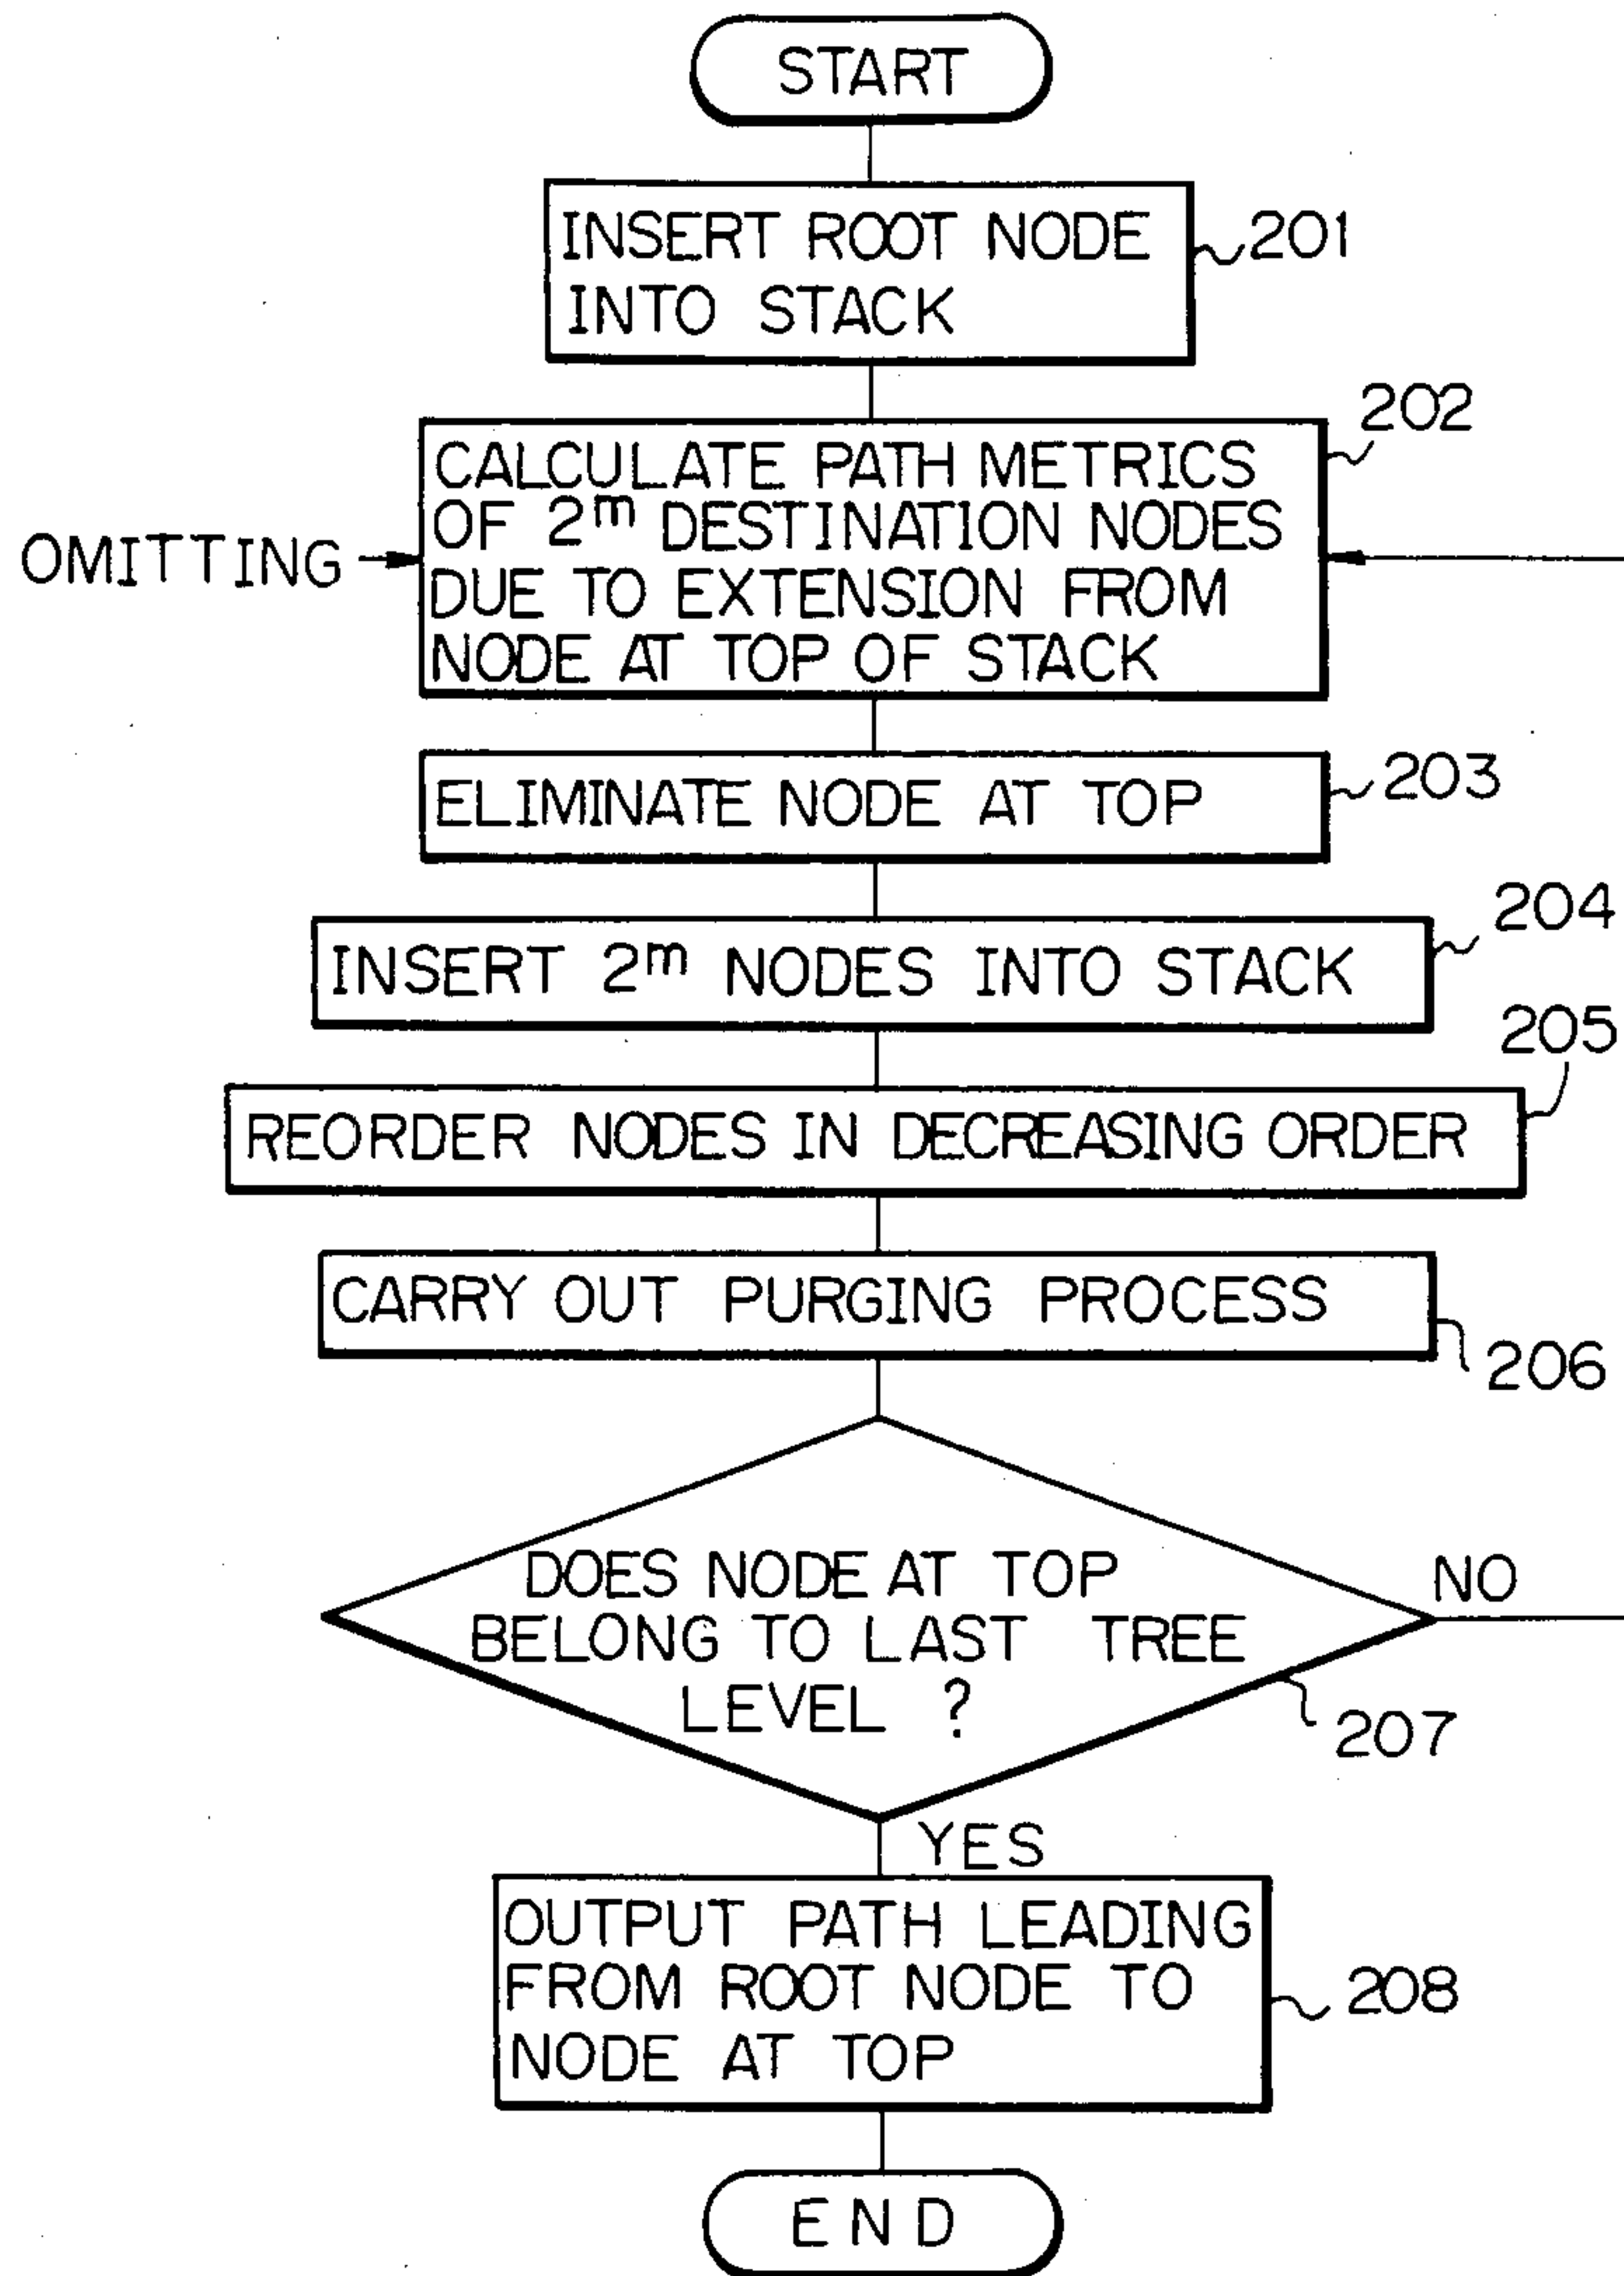 START
INSERT ROOT NODE
INTO STACK
201
202
CALCULATE PATH METRICS
OF 2ᵐ DESTINATION NODES
DUE TO EXTENSION FROM
NODE AT TOP OF STACK
OMITTING
203
ELIMINATE NODE AT TOP
204
INSERT 2ᵐ NODES INTO STACK
205
REORDER NODES IN DECREASING ORDER
CARRY OUT PURGING PROCESS
206
DOES NODE AT TOP
BELONG TO LAST TREE
LEVEL ?
NO
207
YES
OUTPUT PATH LEADING
FROM ROOT NODE TO
NODE AT TOP
208
END